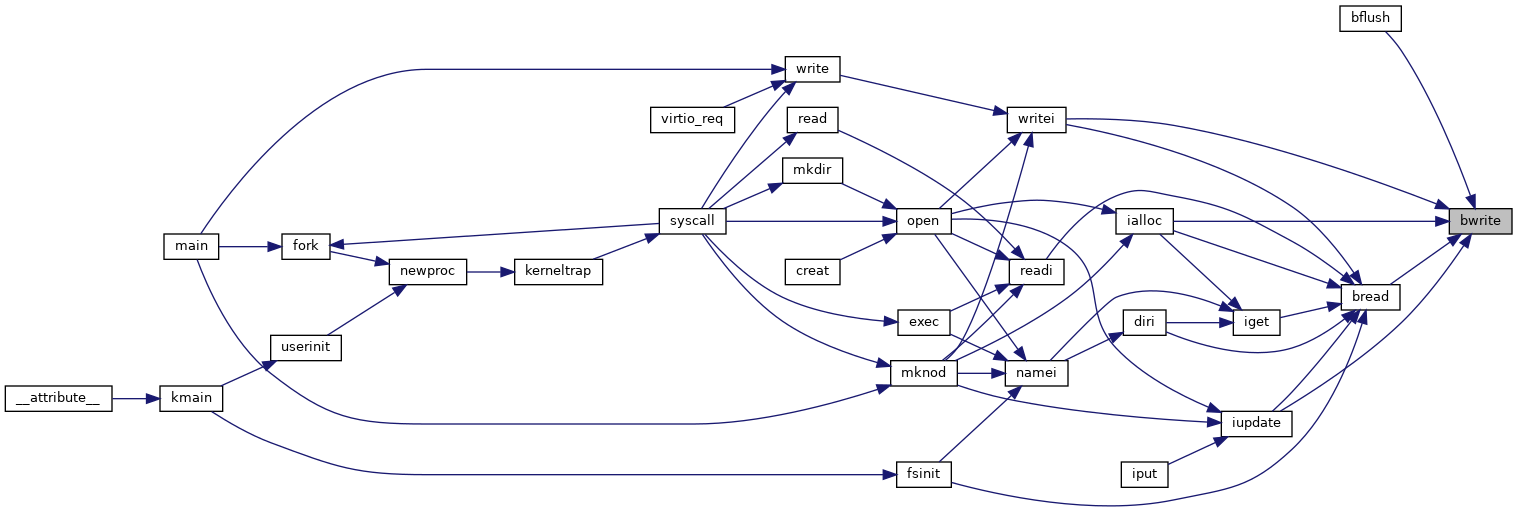 bflush
write
virtio_req
read
writei
mkdir
main
fork
syscall
open
ialloc
bwrite
newproc
kerneltrap
creat
readi
bread
userinit
exec
diri
iget
__attribute__
kmain
mknod
namei
iupdate
fsinit
iput